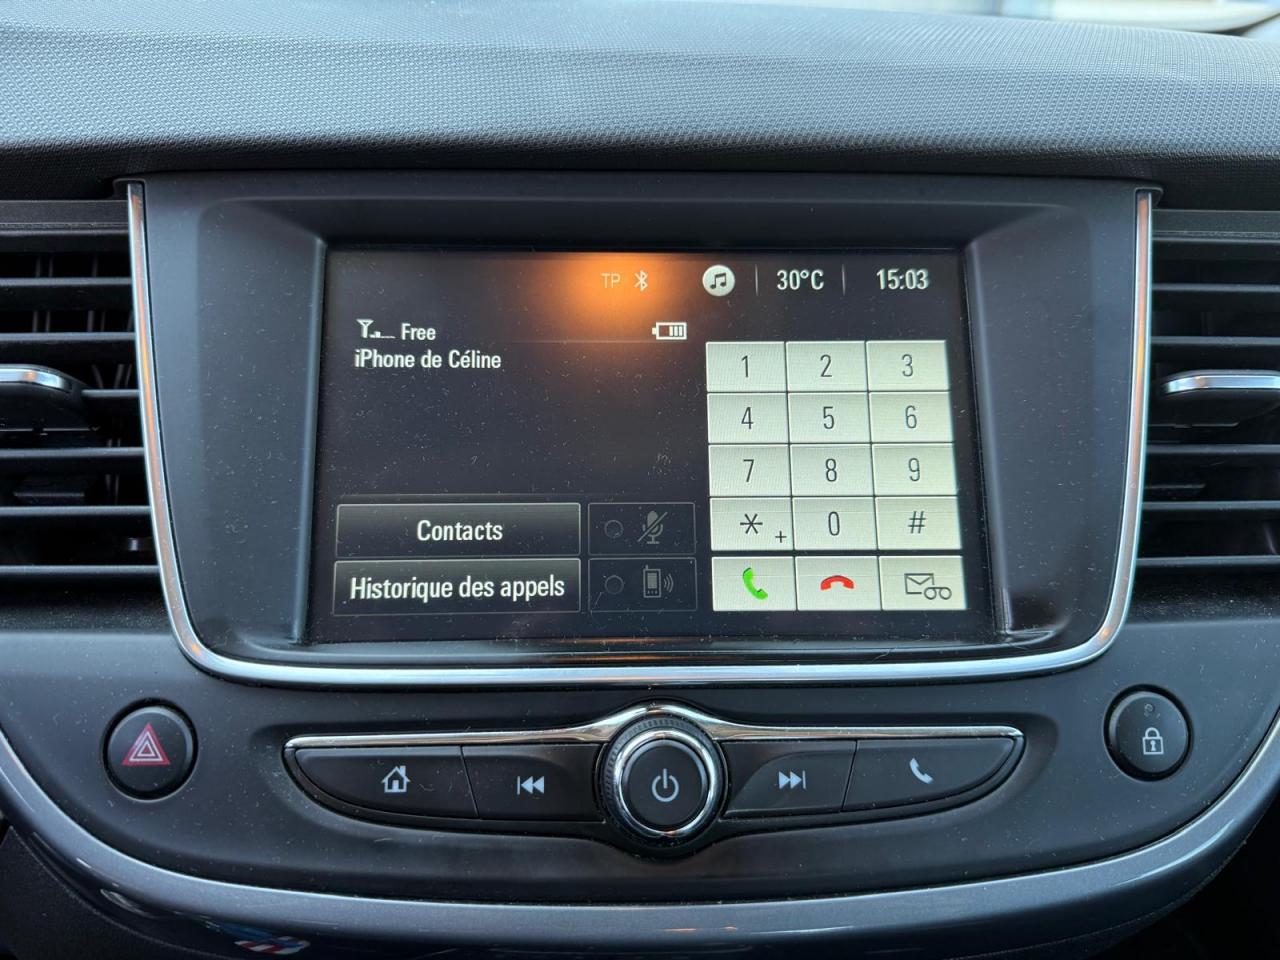 TP 30°C 15:03
Free
iPhone de Céline
1 2 3
4 5 6
7 8 9
* + 0 #
Contacts
Historique des appels